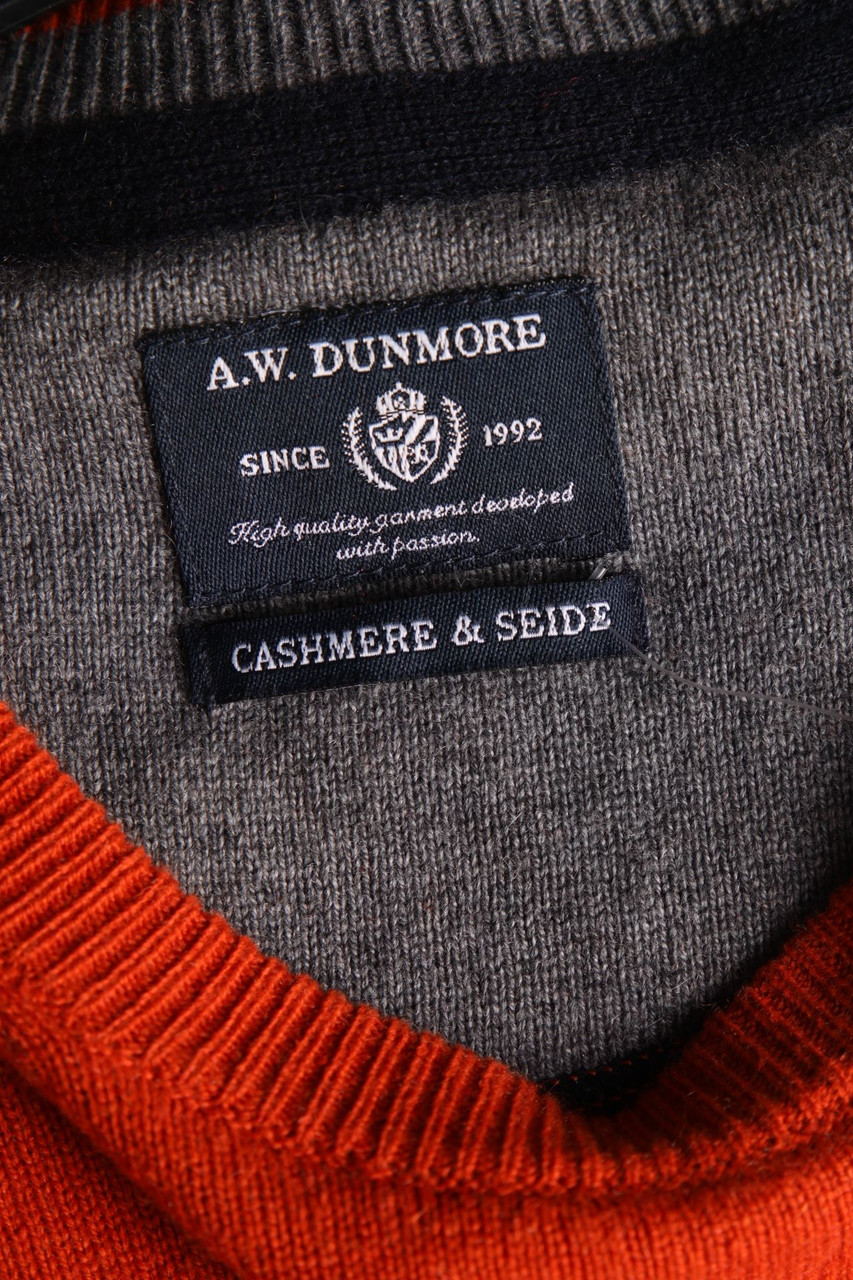 A.W. DUNMORE
SINCE 1992
High quality garment developed
with passion.
CASHMERE & SEIDE